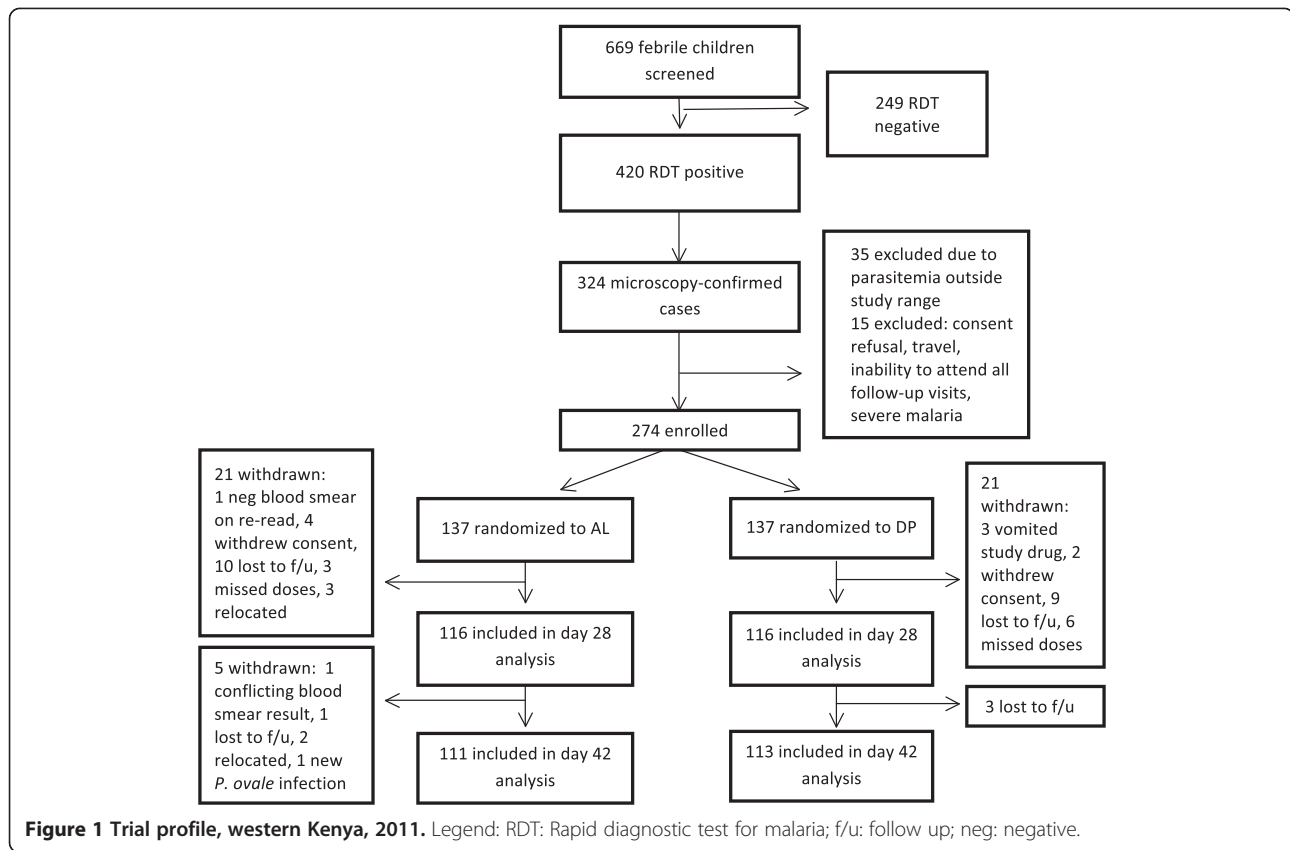 669 febrile children
screened
249 RDT
negative
420 RDT positive
324 microscopy-confirmed
cases
35 excluded due to
parasitemia outside
study range
15 excluded: consent
refusal, travel,
inability to attend all
follow-up visits,
severe malaria
274 enrolled
21 withdrawn:
1 neg blood smear
on re-read, 4
withdrew consent,
10 lost to f/u, 3
missed doses, 3
relocated
137 randomized to AL
137 randomized to DP
21
withdrawn:
3 vomited
study drug, 2
withdrew
consent, 9
lost to f/u, 6
missed doses
116 included in day 28
analysis
116 included in day 28
analysis
5 withdrawn: 1
conflicting blood
smear result, 1
lost to f/u, 2
relocated, 1 new
P. ovale infection
3 lost to f/u
111 included in day 42
analysis
113 included in day 42
analysis
Figure 1 Trial profile, western Kenya, 2011. Legend: RDT: Rapid diagnostic test for malaria; f/u: follow up; neg: negative.